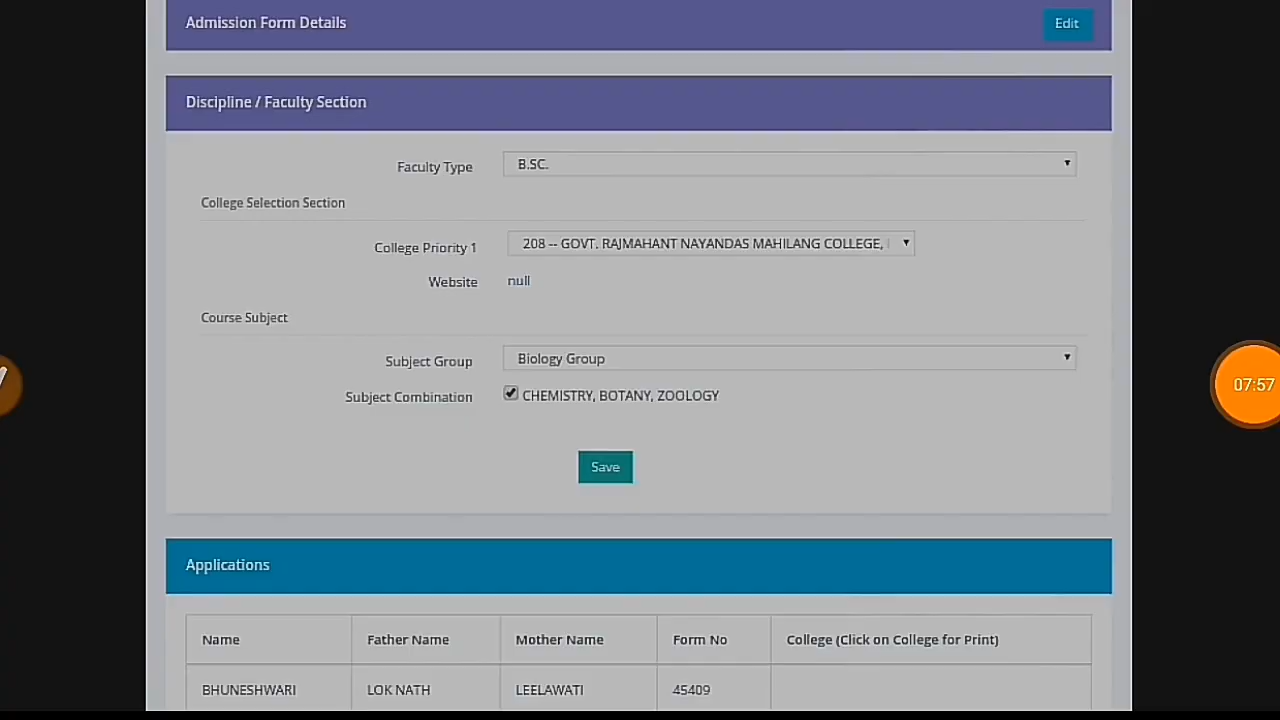 Admission Form Details
Edit
Discipline / Faculty Section
Faculty Type B.SC.
College Selection Section
College Priority 1 208 -- GOVT. RAJMAHANT NAYANDAS MAHILANG COLLEGE,
Website null
Course Subject
Subject Group Biology Group
Subject Combination CHEMISTRY, BOTANY, ZOOLOGY
07:57
Save
Applications
Name Father Name Mother Name Form No College (Click on College for Print)
BHUNESHWARI LOK NATH LEELAWATI 45409